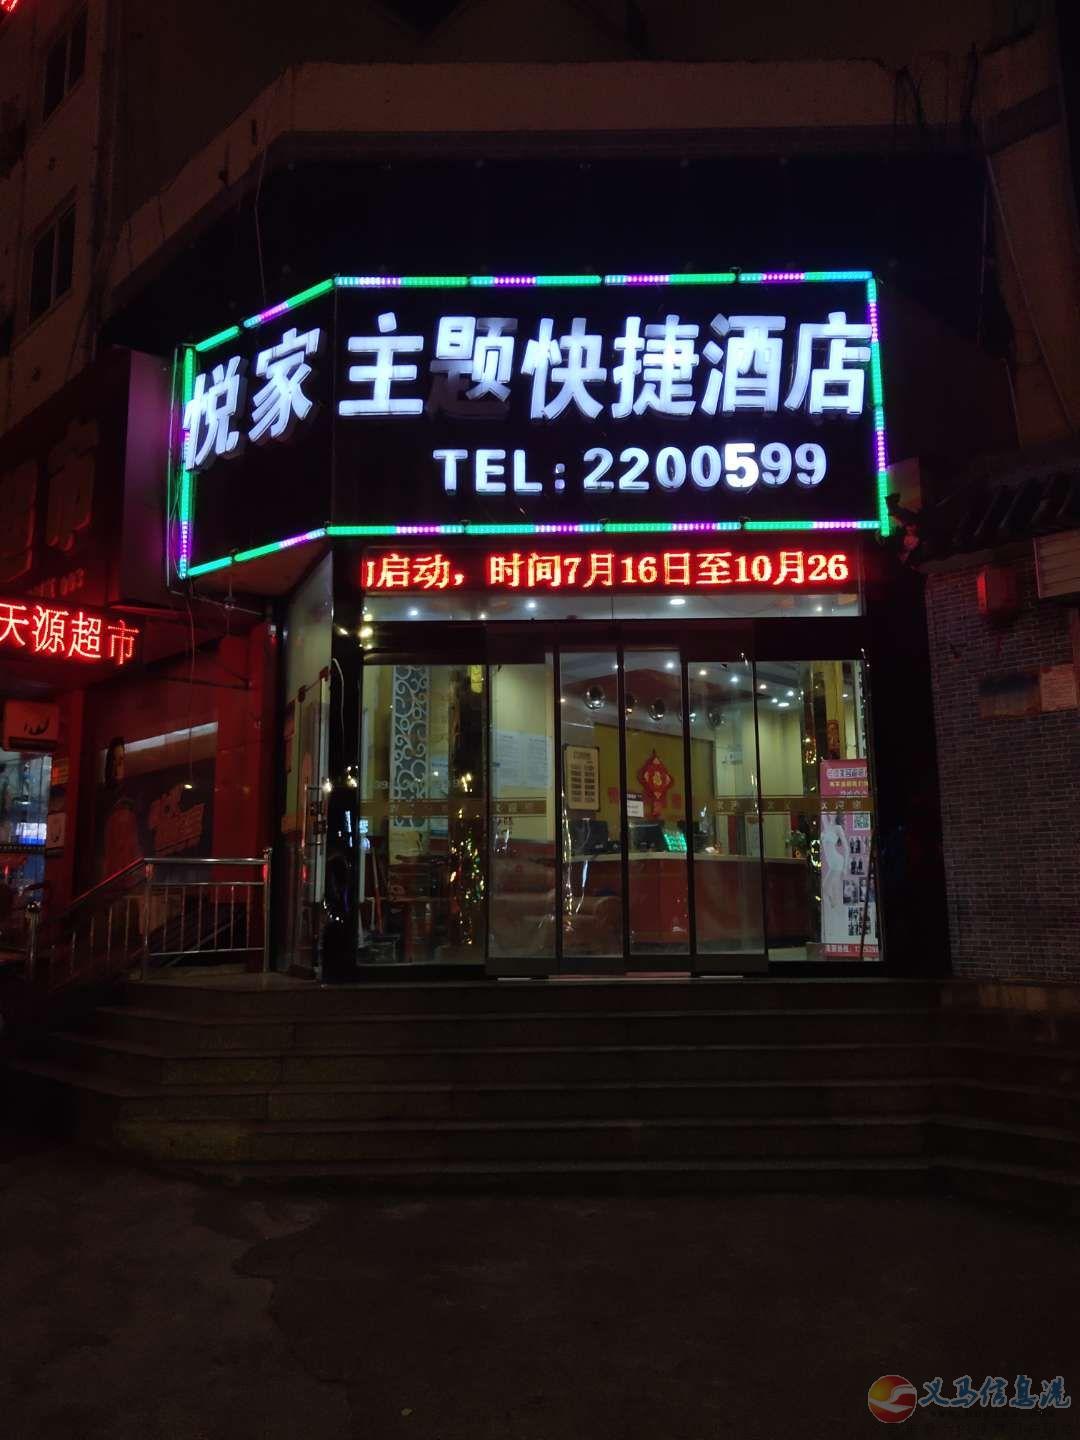 悦家 主题快捷酒店
TEL:2200599
启动，时间7月16日至10月26
天源超市
义马信息港